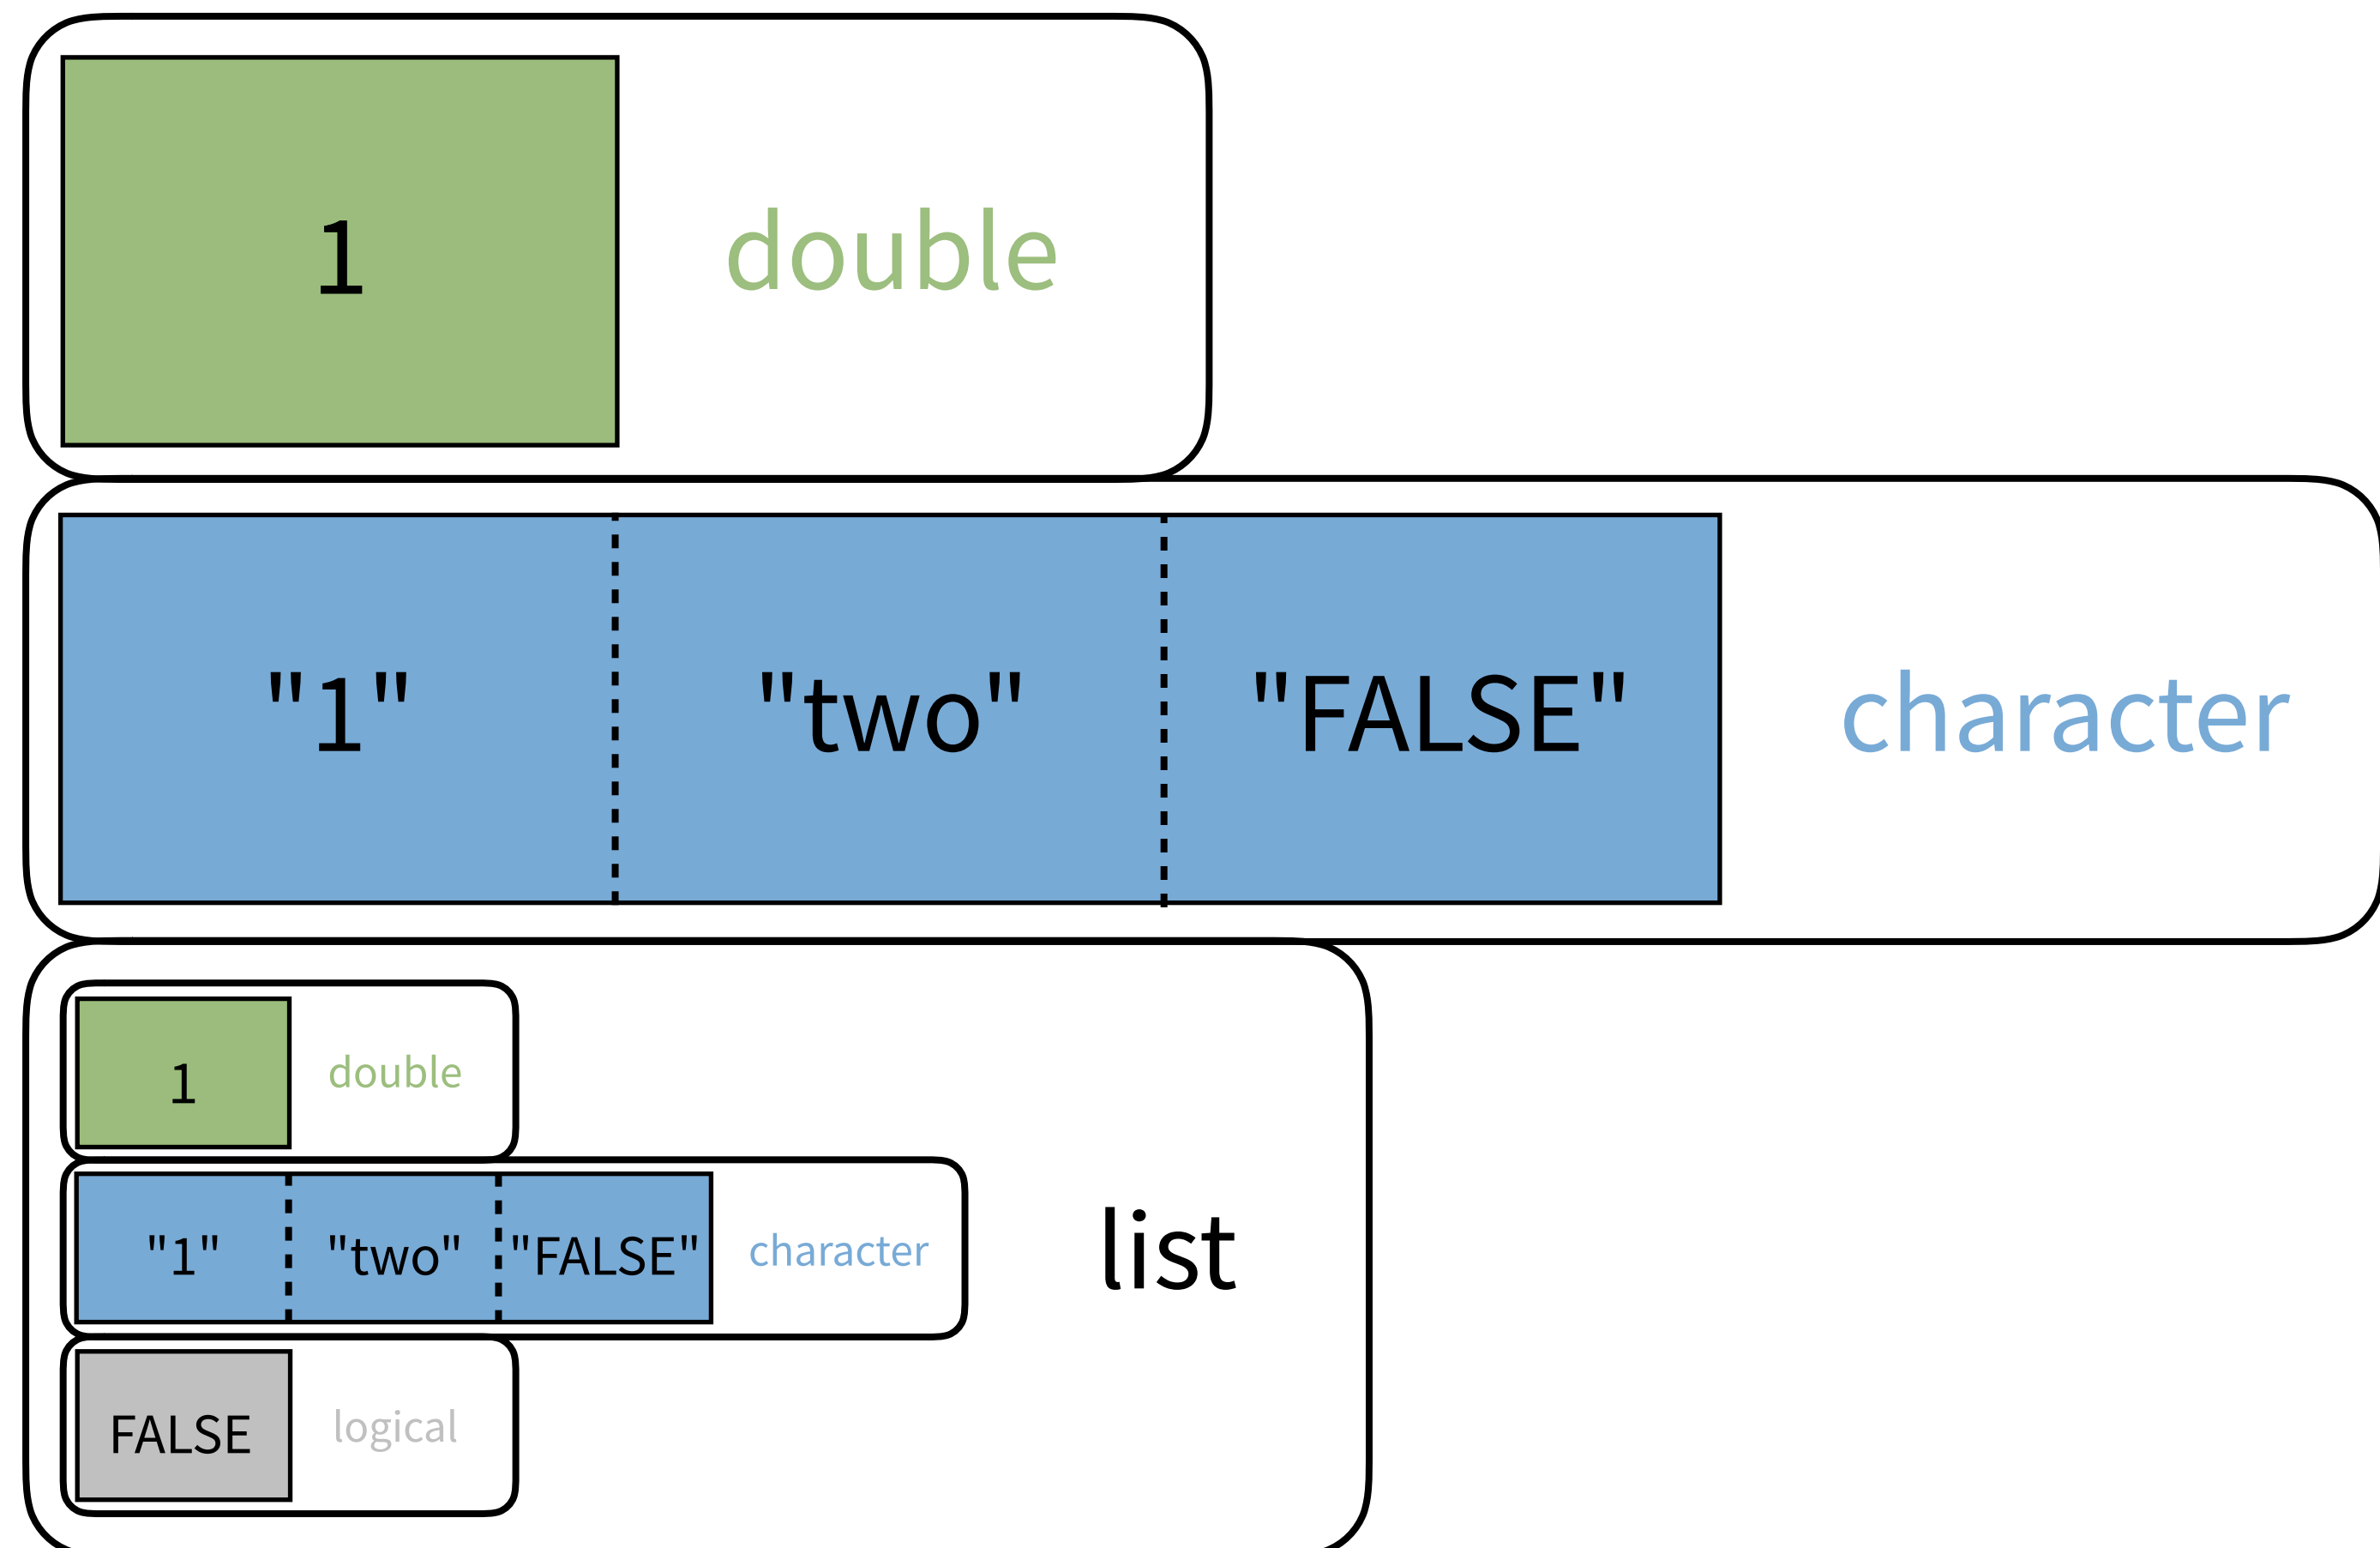 1 double
"1" "two" "FALSE" character
1 double
"1" "two" "FALSE" character
list
FALSE logical